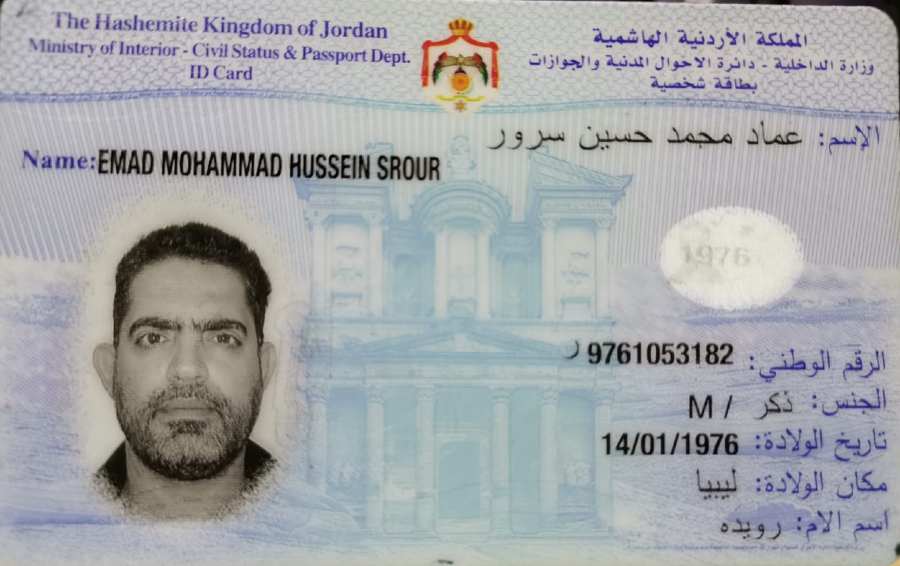 The Hashemite Kingdom of Jordan
Ministry of Interior - Civil Status & Passport Dept.
ID Card
المملكة الأردنية الهاشمية
وزارة الداخلية - دائرة الاحوال المدنية والجوازات
بطاقة شخصية
الإسم: عماد محمد حسين سرور
Name: EMAD MOHAMMAD HUSSEIN SROUR
1976
الرقم الوطني: 9761053182
الجنس: ذكر / M
تاريخ الولادة: 14/01/1976
مكان الولادة: ليبيا
اسم الام: رويده